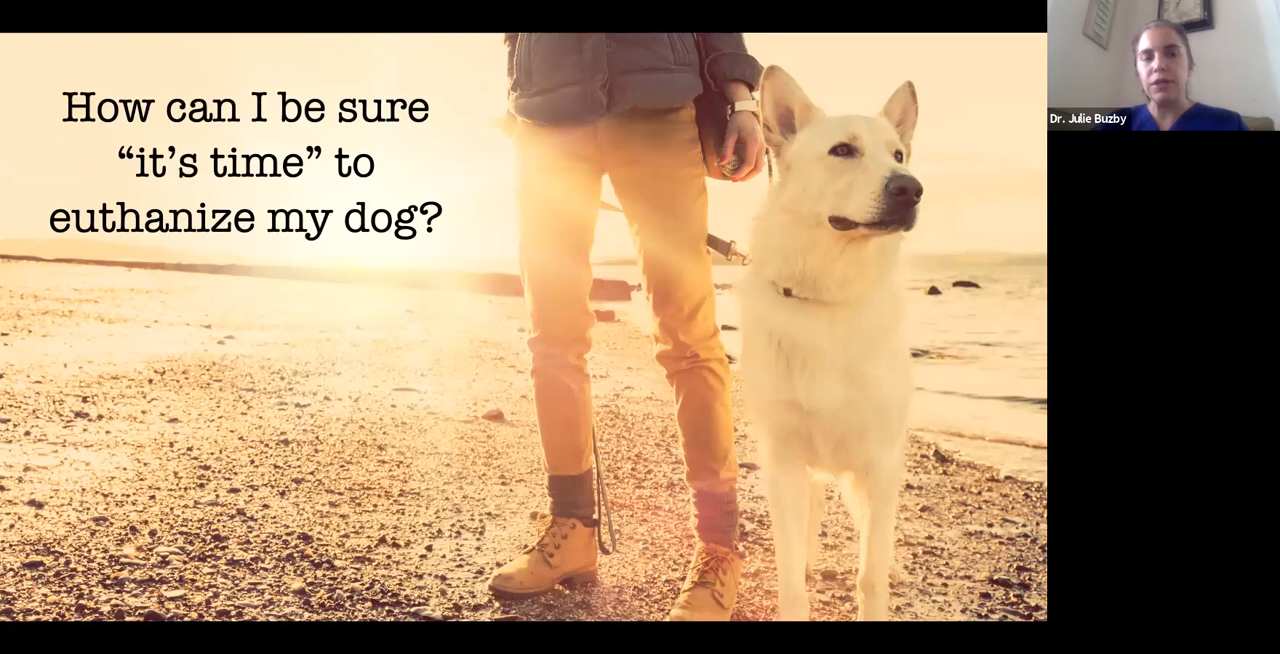 How can I be sure
“it’s time” to
euthanize my dog?
Dr. Julie Buzby